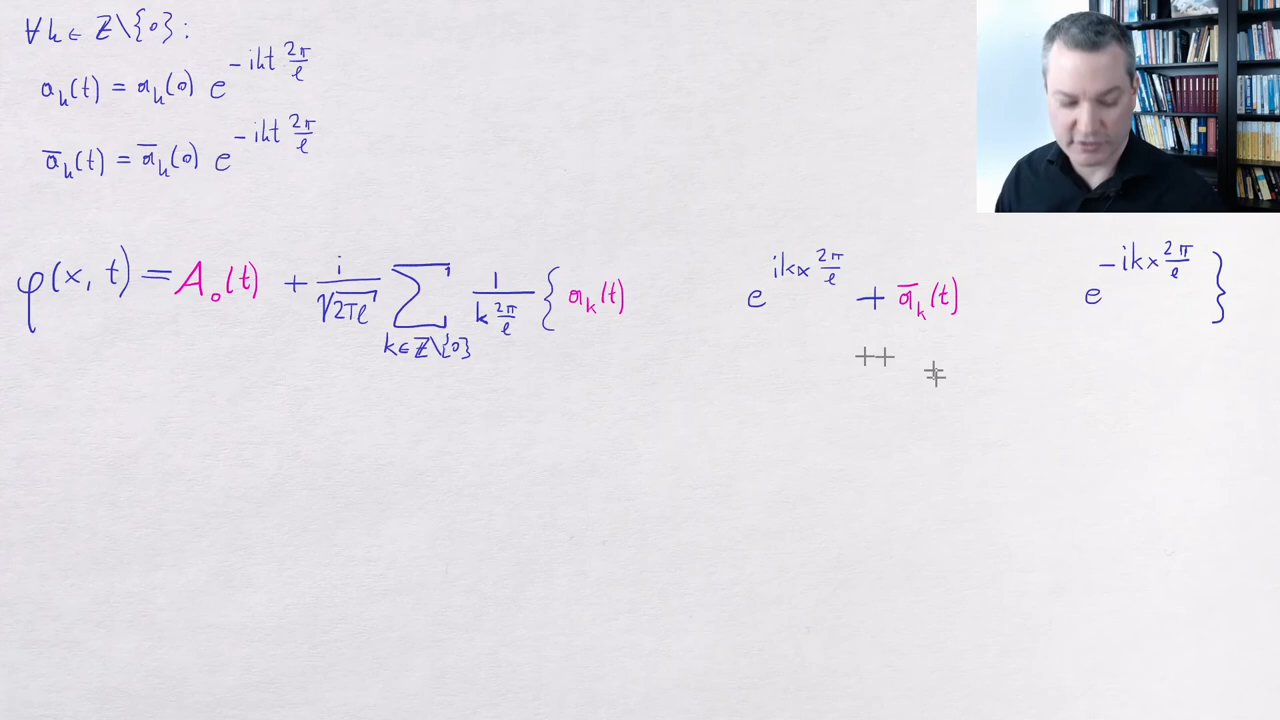 ∀k ∈ ℤ\{0}:
a_k(t) = a_k(0) e^{-ikt 2π/ℓ}
ā_k(t) = ā_k(0) e^{-ikt 2π/ℓ}
φ(x, t) = A_0(t) + i/√(2πℓ) ∑_{k∈ℤ\{0}} 1/(k 2π/ℓ) { a_k(t) e^{ikx 2π/ℓ} + ā_k(t) e^{-ikx 2π/ℓ} }